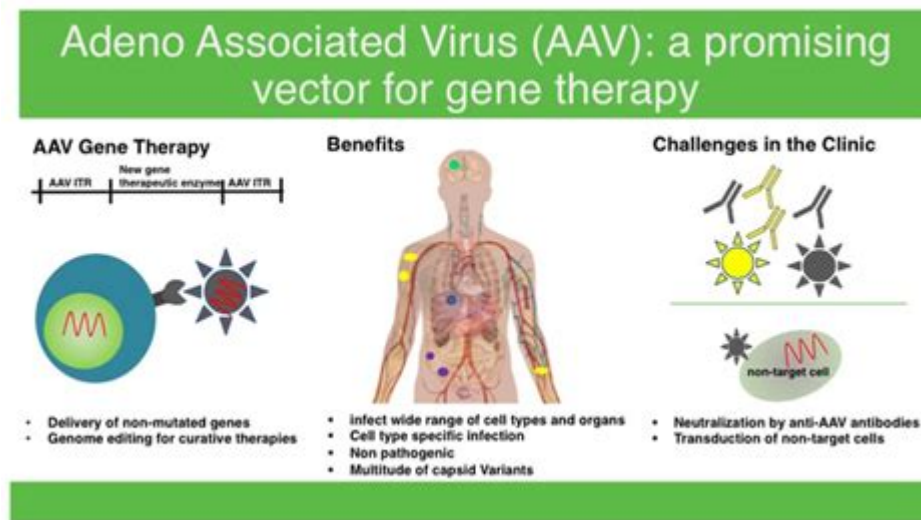 Adeno Associated Virus (AAV): a promising
vector for gene therapy
AAV Gene Therapy
AAV ITR
New gene
therapeutic enzyme
AAV ITR
Delivery of non-mutated genes
Genome editing for curative therapies
Benefits
infect wide range of cell types and organs
Cell type specific infection
Non pathogenic
Multitude of capsid Variants
Challenges in the Clinic
non-target cell
Neutralization by anti-AAV antibodies
Transduction of non-target cells